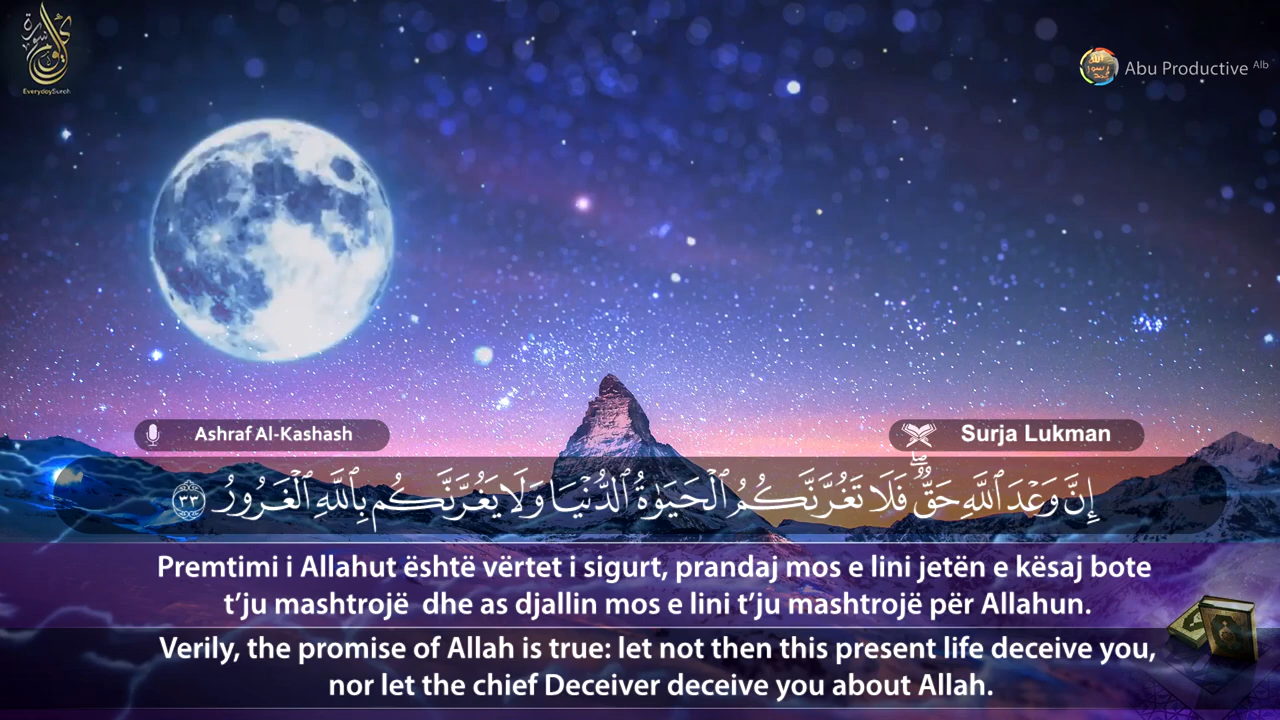 EverydaySurah
Abu Productive Alb
Ashraf Al-Kashash
Surja Lukman
إِنَّ وَعْدَ ٱللَّهِ حَقٌّۖ فَلَا تَغُرَّنَّكُمُ ٱلْحَيَوٰةُ ٱلدُّنْيَا وَلَا يَغُرَّنَّكُم بِٱللَّهِ ٱلْغَرُورُ ٣٣
Premtimi i Allahut është vërtet i sigurt, prandaj mos e lini jetën e kësaj bote
t’ju mashtrojë dhe as djallin mos e lini t’ju mashtrojë për Allahun.
Verily, the promise of Allah is true: let not then this present life deceive you,
nor let the chief Deceiver deceive you about Allah.